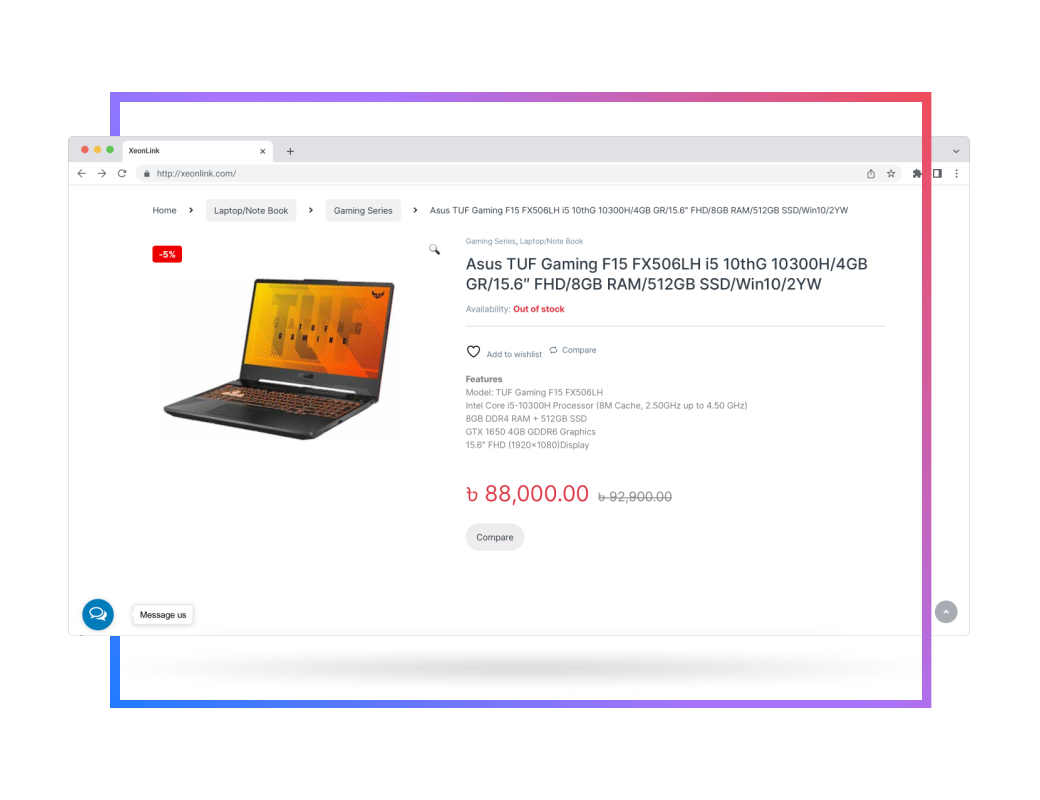 XeonLink
http://xeonlink.com/
Home > Laptop/Note Book > Gaming Series > Asus TUF Gaming F15 FX506LH i5 10thG 10300H/4GB GR/15.6" FHD/8GB RAM/512GB SSD/Win10/2YW
-5%
TUF
TUF
GAMING
Gaming Series, Laptop/Note Book
Asus TUF Gaming F15 FX506LH i5 10thG 10300H/4GB
GR/15.6″ FHD/8GB RAM/512GB SSD/Win10/2YW
Availability: Out of stock
Add to wishlist Compare
Features
Model: TUF Gaming F15 FX506LH
Intel Core i5-10300H Processor (8M Cache, 2.50GHz up to 4.50 GHz)
8GB DDR4 RAM + 512GB SSD
GTX 1650 4GB GDDR6 Graphics
15.6" FHD (1920×1080)Display
৳ 88,000.00 ৳ 92,900.00
Compare
Message us